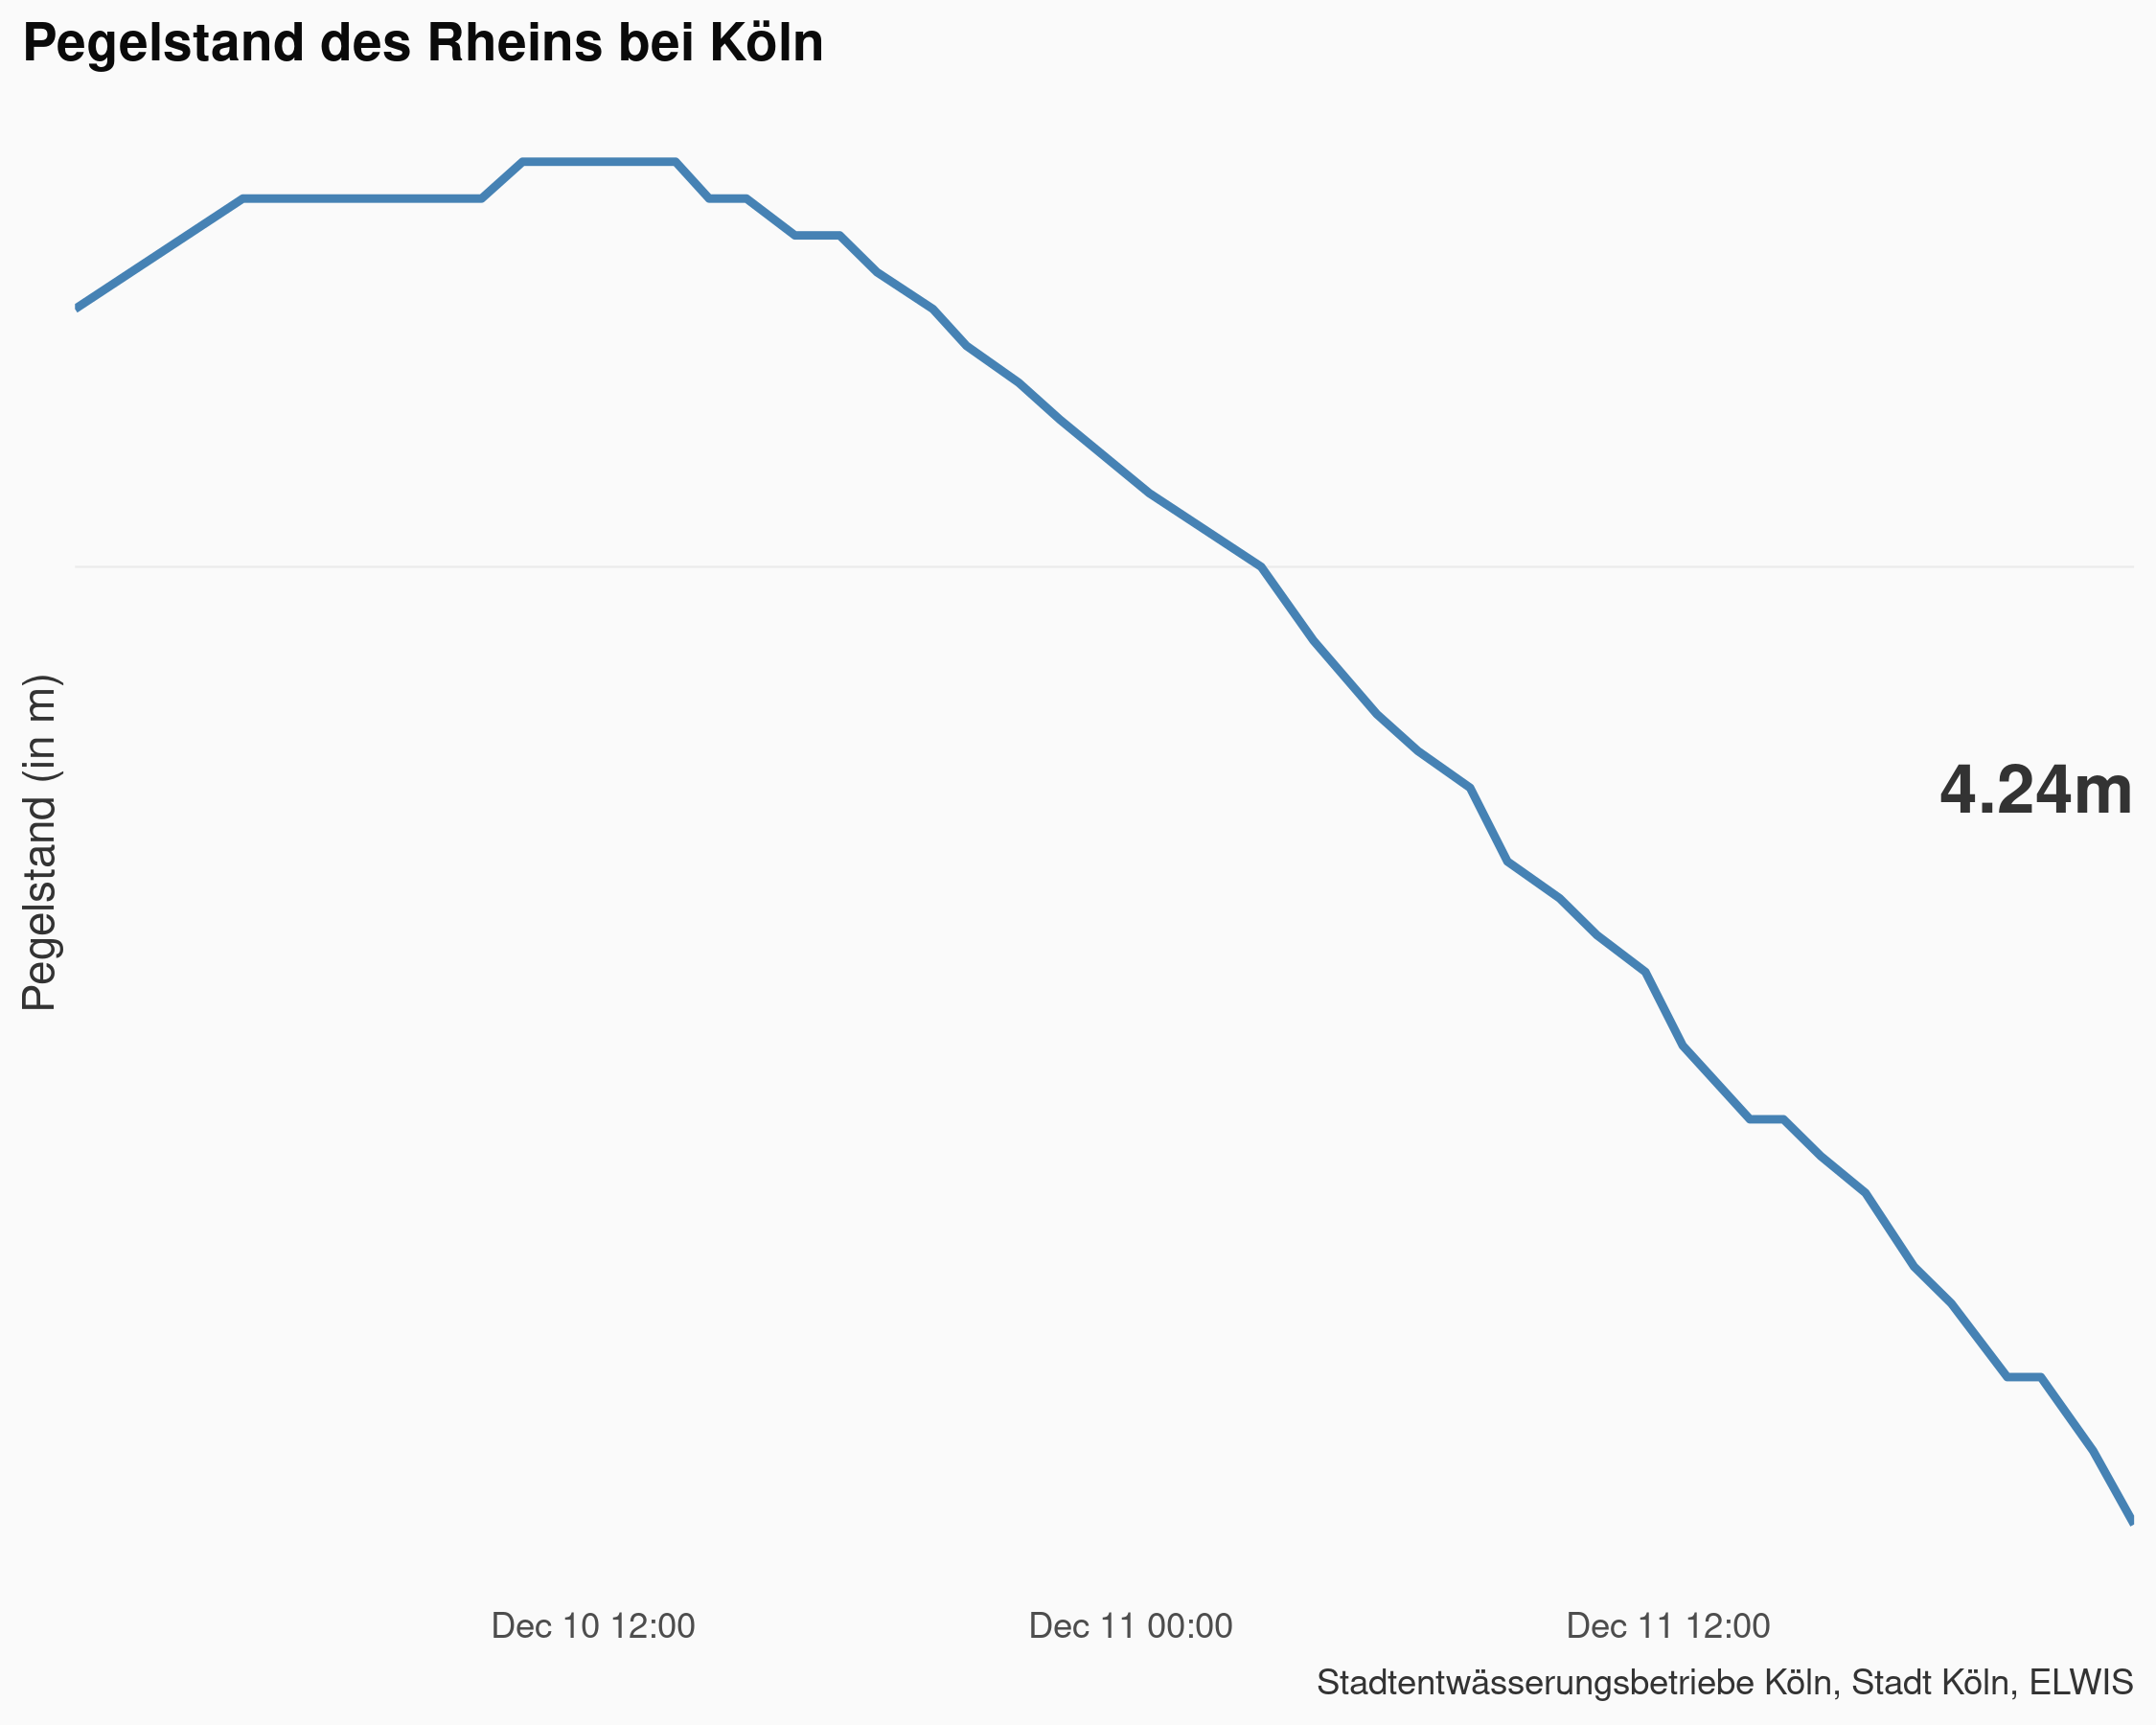 Pegelstand des Rheins bei Köln
Pegelstand (in m)
4.24m
Dec 10 12:00
Dec 11 00:00
Dec 11 12:00
Stadtentwässerungsbetriebe Köln, Stadt Köln, ELWIS